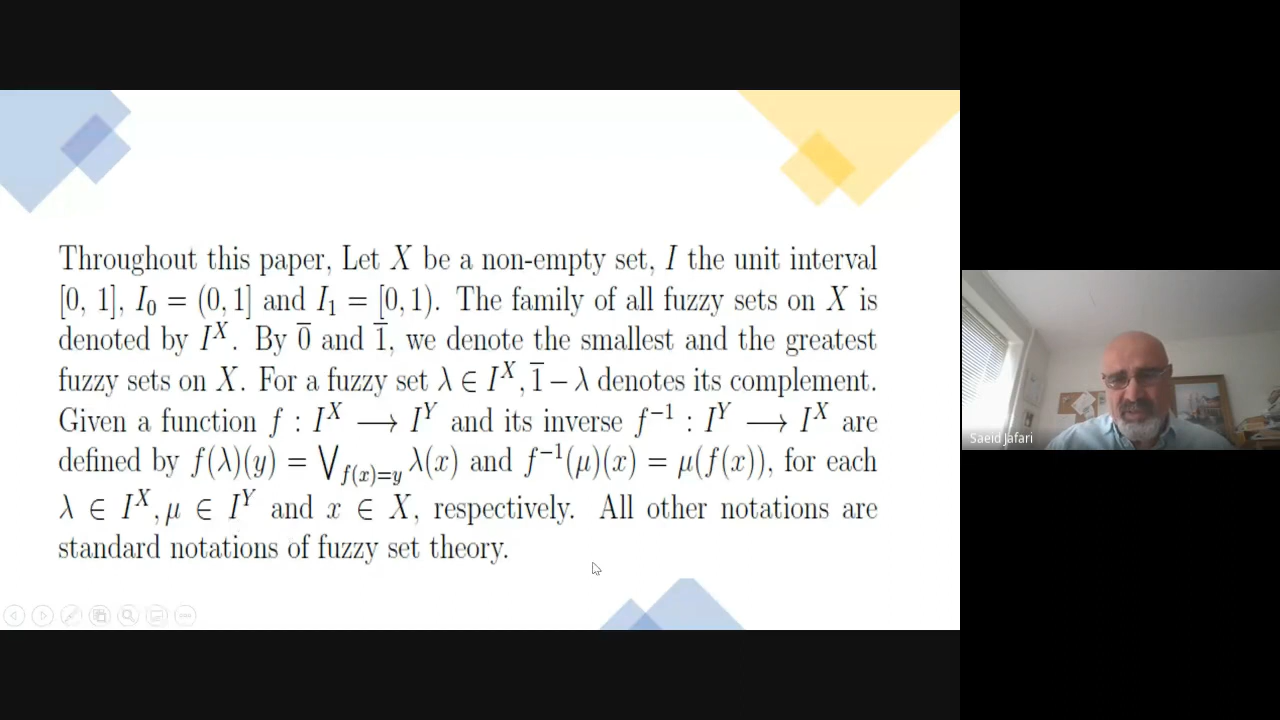 Throughout this paper, Let X be a non-empty set, I the unit interval
[0, 1], I₀ = (0, 1] and I₁ = [0, 1). The family of all fuzzy sets on X is
denoted by Iˣ. By 0̅ and 1̅, we denote the smallest and the greatest
fuzzy sets on X. For a fuzzy set λ ∈ I^X, 1̅ − λ denotes its complement.
Given a function f : I^X ⟶ I^Y and its inverse f⁻¹ : I^Y ⟶ I^X are
defined by f(λ)(y) = ⋁_{f(x)=y} λ(x) and f⁻¹(μ)(x) = μ(f(x)), for each
λ ∈ I^X, μ ∈ I^Y and x ∈ X, respectively. All other notations are
standard notations of fuzzy set theory.
Saeid Jafari